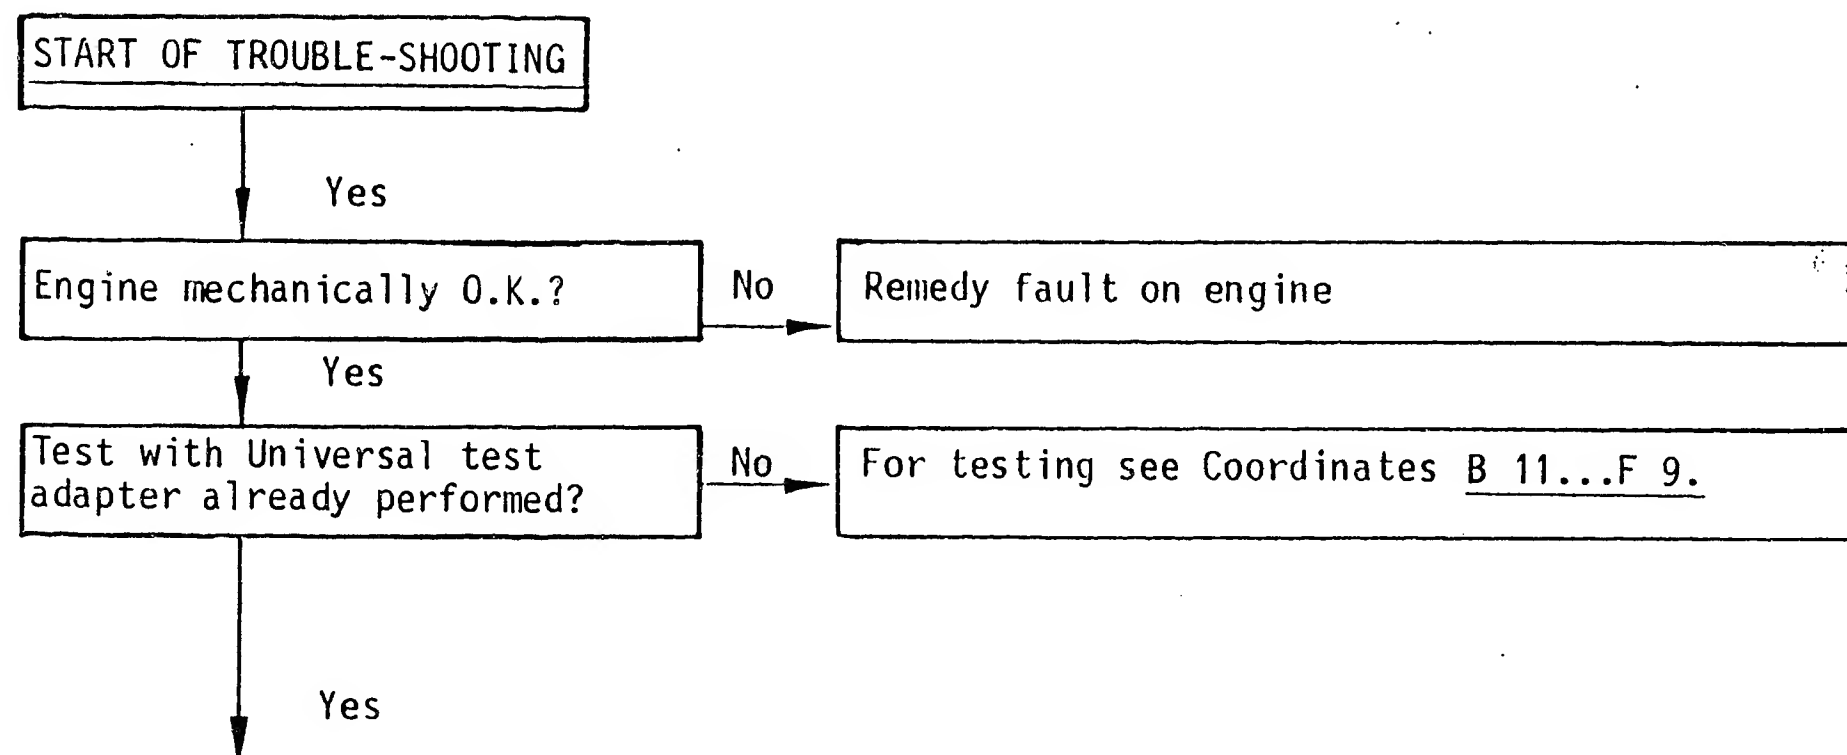 START OF TROUBLE-SHOOTING
Yes
Engine mechanically O.K.?
No
Remedy fault on engine
Yes
Test with Universal test
adapter already performed?
No
For testing see Coordinates B 11...F 9.
Yes